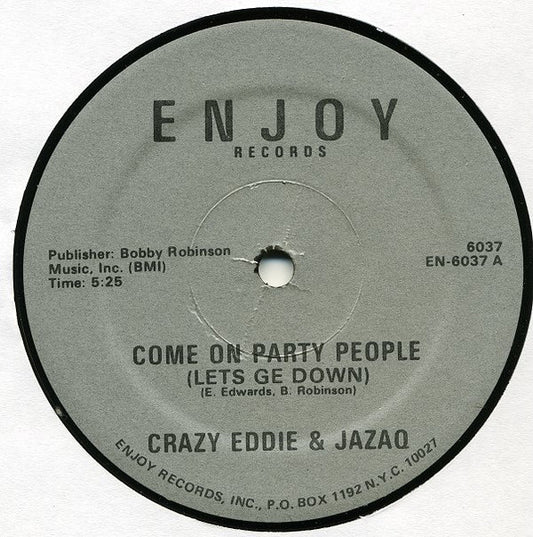 ENJOY
RECORDS
Publisher: Bobby Robinson
Music, Inc. (BMI)
Time: 5:25
6037
EN-6037 A
COME ON PARTY PEOPLE
(LETS GE DOWN)
(E. Edwards, B. Robinson)
CRAZY EDDIE & JAZAQ
ENJOY RECORDS, INC., P.O. BOX 1192 N.Y.C. 10027